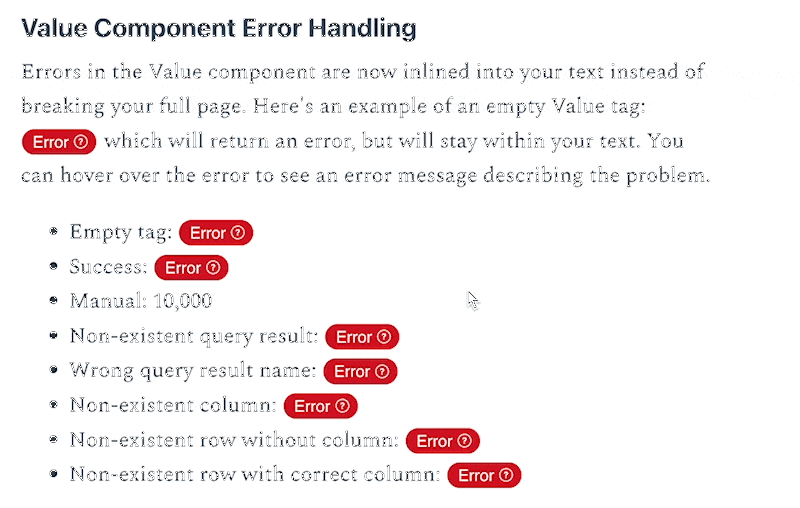 Value Component Error Handling
Errors in the Value component are now inlined into your text instead of
breaking your full page. Here's an example of an empty Value tag:
Error ? which will return an error, but will stay within your text. You
can hover over the error to see an error message describing the problem.
• Empty tag: Error ?
• Success: Error ?
• Manual: 10,000
• Non-existent query result: Error ?
• Wrong query result name: Error ?
• Non-existent column: Error ?
• Non-existent row without column: Error ?
• Non-existent row with correct column: Error ?